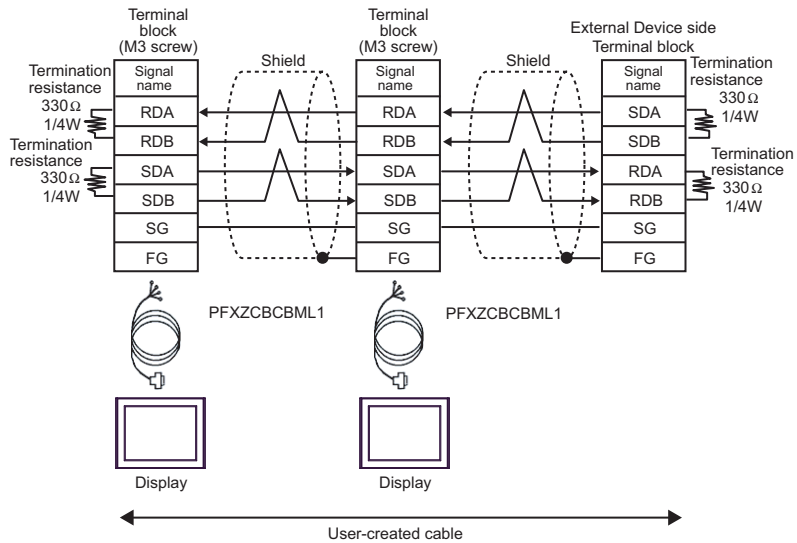 Terminal
block
(M3 screw)
Terminal
block
(M3 screw)
External Device side
Terminal block
Termination
resistance
330Ω
1/4W
Termination
resistance
330Ω
1/4W
Signal
name
RDA
RDB
SDA
SDB
SG
FG
Shield
Signal
name
RDA
RDB
SDA
SDB
SG
FG
Shield
Signal
name
SDA
SDB
RDA
RDB
SG
FG
Termination
resistance
330Ω
1/4W
Termination
resistance
330Ω
1/4W
PFXZCBCBML1
PFXZCBCBML1
Display
Display
User-created cable